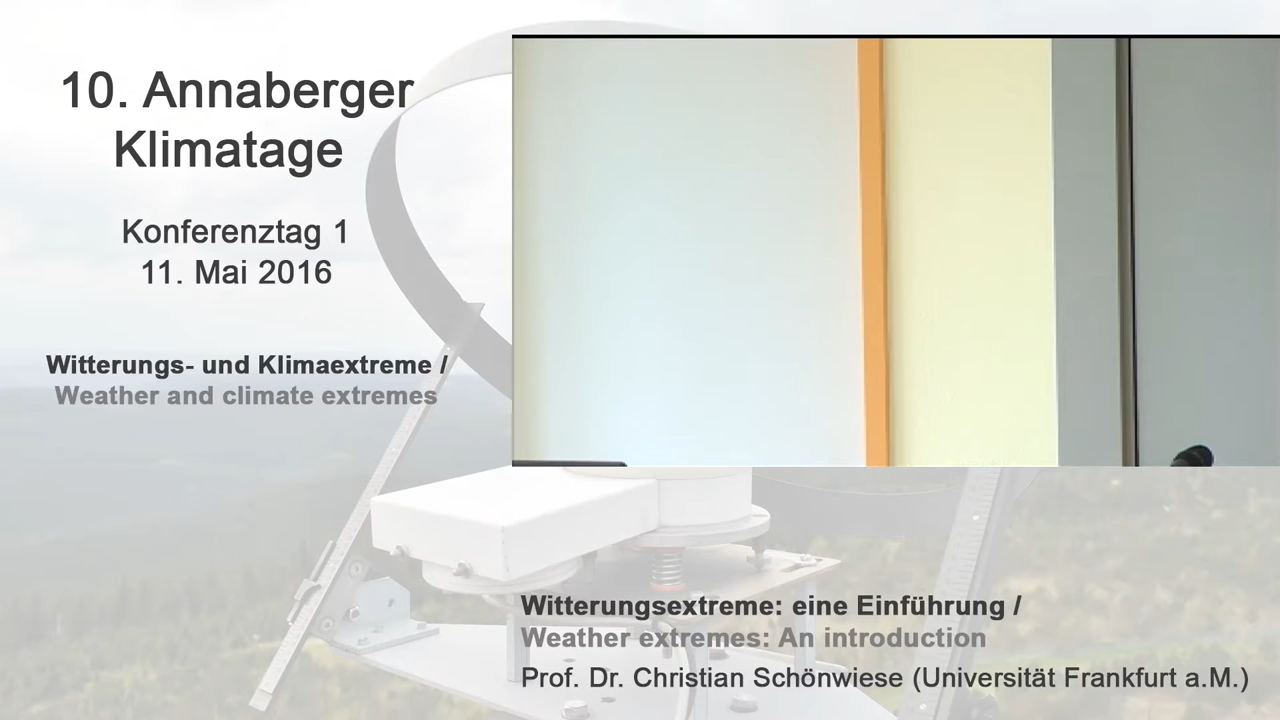 10. Annaberger
Klimatage
Konferenztag 1
11. Mai 2016
Witterungs- und Klimaextreme /
Weather and climate extremes
Witterungsextreme: eine Einführung /
Weather extremes: An introduction
Prof. Dr. Christian Schönwiese (Universität Frankfurt a.M.)